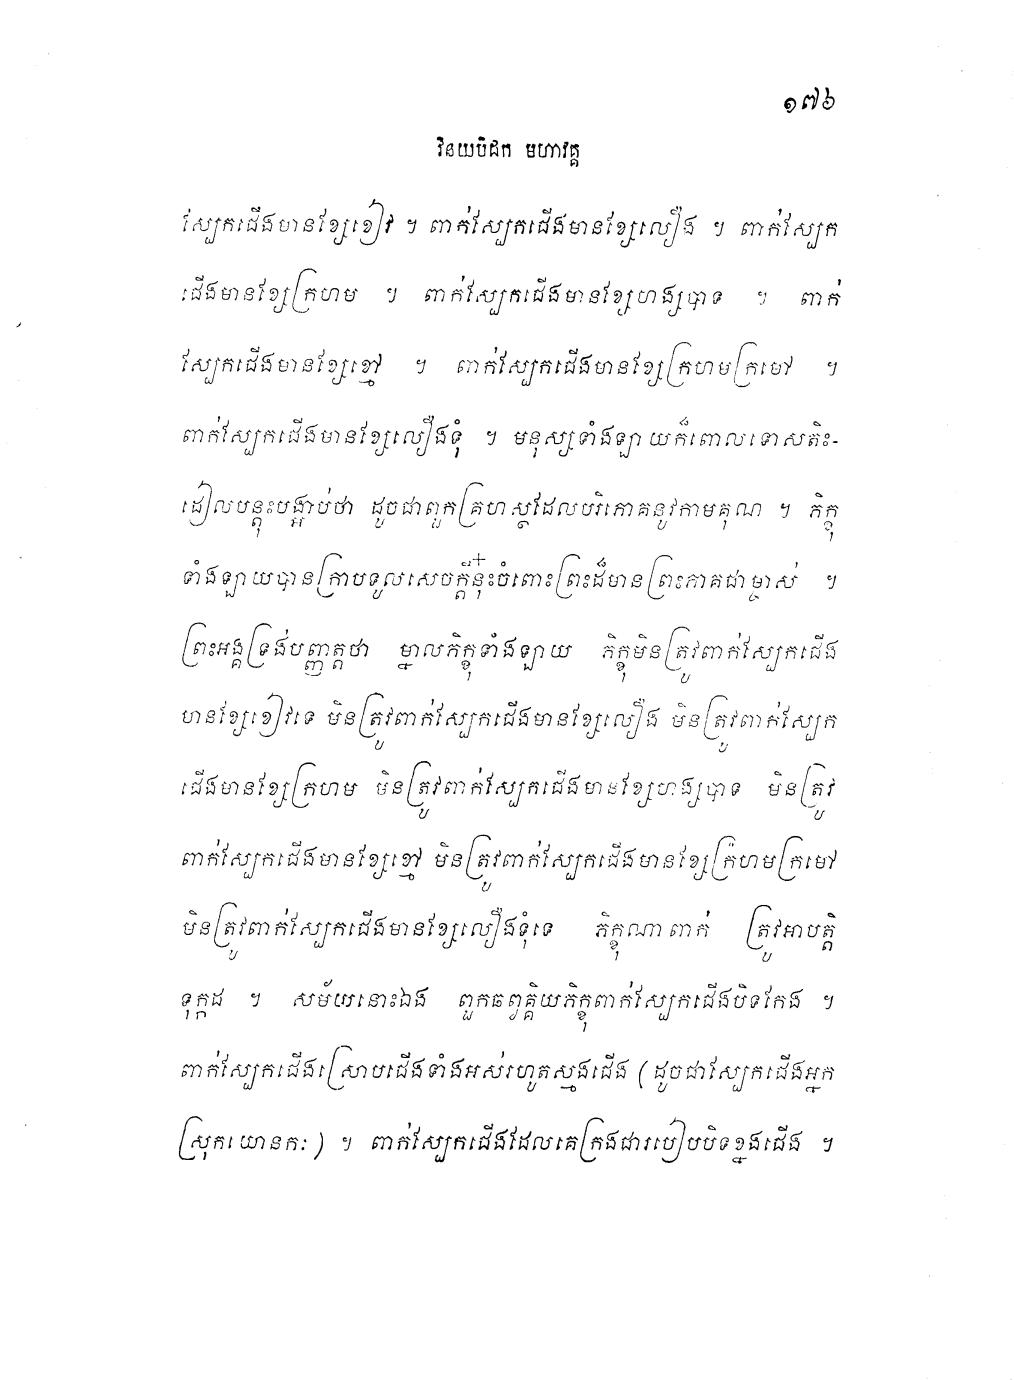 ១៧៦
វិនយបិដក មហាវគ្គ
ស្បែកជើងមានខ្សែខៀវ ។ ពាក់ស្បែកជើងមានខ្សែលឿង ។ ពាក់ស្បែក
ជើងមានខ្សែក្រហម ។ ពាក់ស្បែកជើងមានខ្សែហង្សបាទ ។ ពាក់
ស្បែកជើងមានខ្សែខ្មៅ ។ ពាក់ស្បែកជើងមានខ្សែក្រហមក្រមៅ ។
ពាក់ស្បែកជើងមានខ្សែលឿងទុំ ។ មនុស្សទាំងឡាយក៏ពោលទោសតិះ-
ដៀលបន្តុះបង្អាប់ថា ដូចជាពួកគ្រហស្ថដែលបរិភោគនូវកាមគុណ ។ ភិក្ខុ
ទាំងឡាយបានក្រាបទូលសេចក្តីនុ៎ះចំពោះព្រះដ៏មានព្រះភាគជាម្ចាស់ ។
ព្រះអង្គទ្រង់បញ្ញត្តថា ម្នាលភិក្ខុទាំងឡាយ ភិក្ខុមិនត្រូវពាក់ស្បែកជើង
មានខ្សែខៀវទេ មិនត្រូវពាក់ស្បែកជើងមានខ្សែលឿង មិនត្រូវពាក់ស្បែក
ជើងមានខ្សែក្រហម មិនត្រូវពាក់ស្បែកជើងមានខ្សែហង្សបាទ មិនត្រូវ
ពាក់ស្បែកជើងមានខ្សែខ្មៅ មិនត្រូវពាក់ស្បែកជើងមានខ្សែក្រហមក្រមៅ
មិនត្រូវពាក់ស្បែកជើងមានខ្សែលឿងទុំទេ ភិក្ខុណាពាក់ ត្រូវអាបត្តិ
ទុក្កដ ។ សម័យនោះឯង ពួកឆព្វគ្គិយភិក្ខុពាក់ស្បែកជើងបិទកែង ។
ពាក់ស្បែកជើងស្រោបជើងទាំងអស់រហូតស្មងជើង ( ដូចជាស្បែកជើងអ្នក
ស្រុកយោនកៈ ) ។ ពាក់ស្បែកជើងដែលគេក្រងជារបៀបបិទខ្នងជើង ។